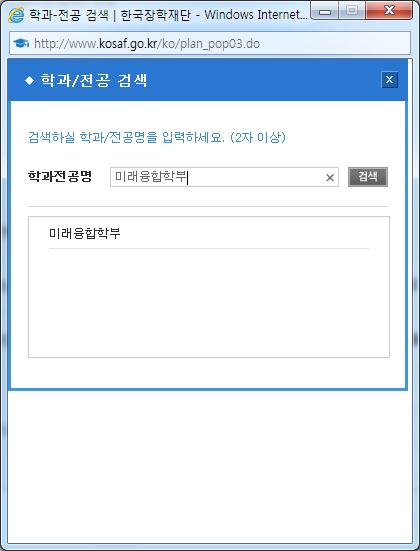 학과-전공 검색 | 한국장학재단 - Windows Internet...
http://www.kosaf.go.kr/ko/plan_pop03.do
학과/전공 검색
X
검색하실 학과/전공명을 입력하세요. (2자 이상)
학과전공명 미래융합학부 × 검색
미래융합학부